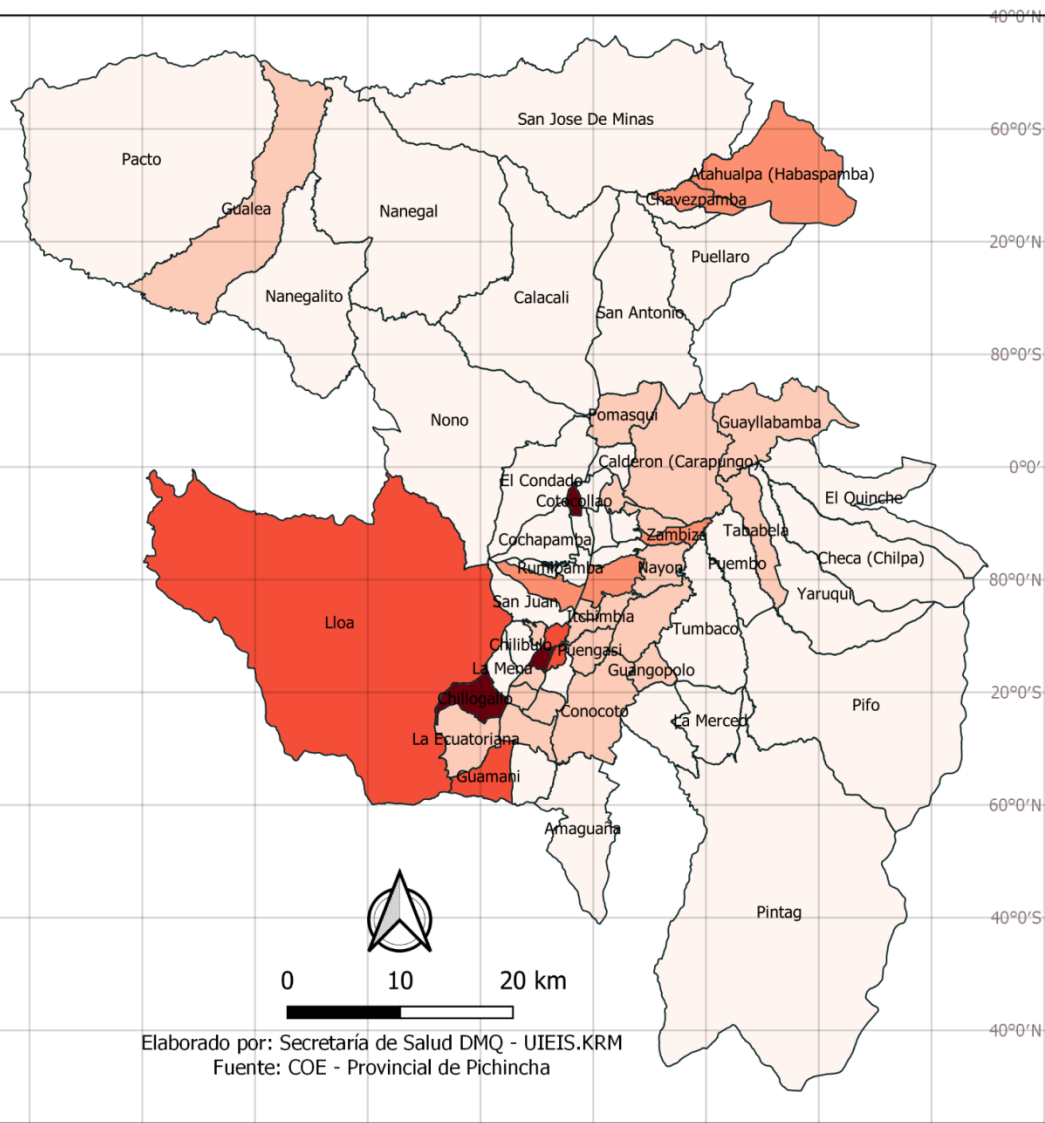 40°0'N
San Jose De Minas
60°0'S
Pacto
Atahualpa (Habaspamba)
Chavezpamba
Gualea
Nanegal
20°0'N
Puellaro
Nanegalito
Calacali
San Antonio
80°0'S
Pomasqui
Nono
Guayllabamba
Calderon (Carapungo)
0°0'
El Condado
Cotocollao
El Quinche
Tababela
Zambiza
Cochapamba
Checa (Chilpa)
Puembo
Rumipamba
Nayon
80°0'N
Yaruqui
San Juan
Itchimbia
Lloa
Tumbaco
Chilibulo
Puengasi
La Mena
Guangopolo
20°0'N
Chillogallo
Pifo
Conocoto
La Merced
La Ecuatoriana
Guamani
60°0'N
Amaguaña
Pintag
40°0'S
0 10 20 km
40°0'N
Elaborado por: Secretaría de Salud DMQ - UIEIS.KRM
Fuente: COE - Provincial de Pichincha